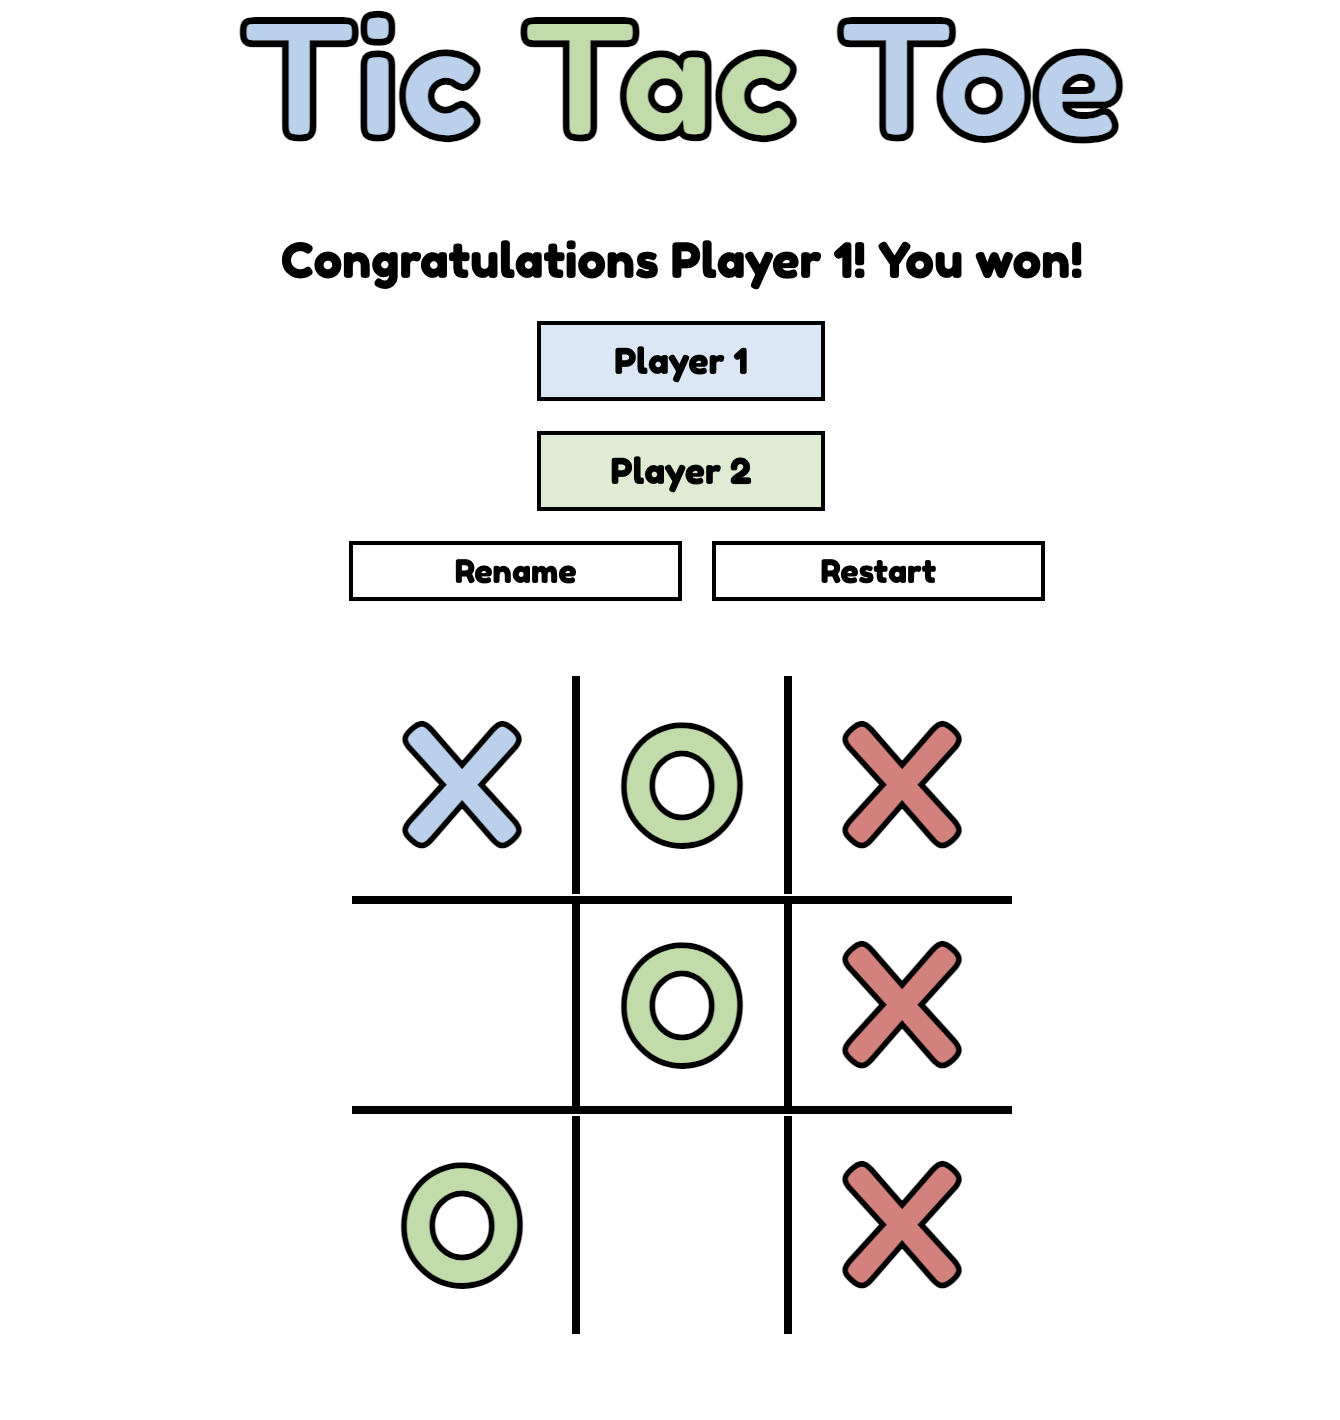 Tic Tac Toe
Congratulations Player 1! You won!
Player 1
Player 2
Rename
Restart
X O X
O X
O X